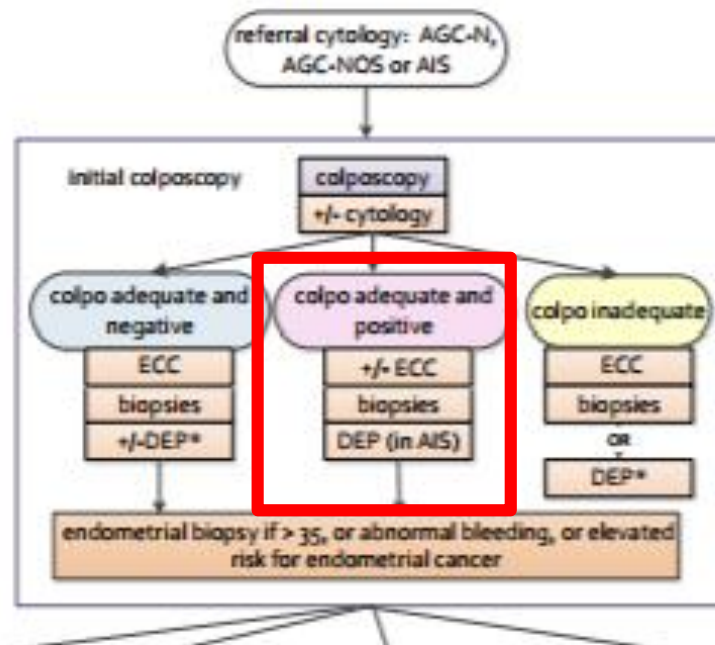 referral cytology: AGC-N,
AGC-NOS or AIS
initial colposcopy
colposcopy
+/- cytology
colpo adequate and
negative
ECC
biopsies
+/-DEP*
colpo adequate and
positive
+/- ECC
biopsies
DEP (in AIS)
colpo inadequate
ECC
biopsies
OR
DEP*
endometrial biopsy if > 35, or abnormal bleeding, or elevated
risk for endometrial cancer